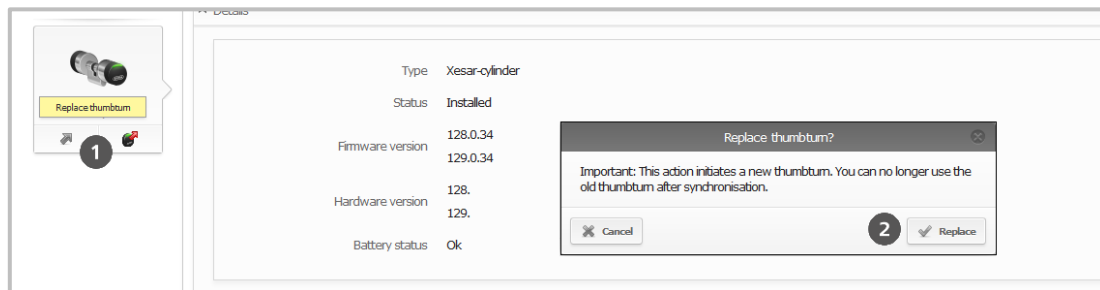 Details
Replace thumbturn
1
Type Xesar-cylinder
Status Installed
Firmware version 128.0.34
129.0.34
Hardware version 128.
129.
Battery status Ok
Replace thumbturn?
Important: This action initiates a new thumbturn. You can no longer use the
old thumbturn after synchronisation.
Cancel
2
Replace